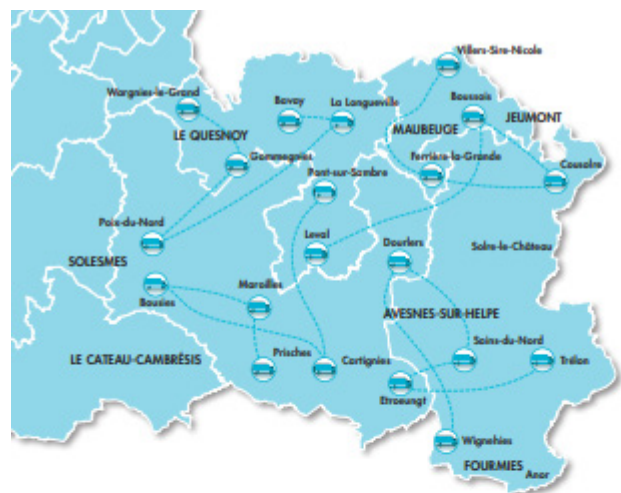 Villers-Sire-Nicole
Wargnies-le-Grand
Bavay
La Longueville
Boussois
JEUMONT
LE QUESNOY
MAUBEUGE
Gommegnies
Ferrière-la-Grande
Pont-sur-Sambre
Cousolre
Poix-du-Nord
Leval
Dourlers
Solre-le-Château
SOLESMES
Maroilles
Bousies
AVESNES-SUR-HELPE
Sains-du-Nord
LE CATEAU-CAMBRÉSIS
Prisches
Cartignies
Trélon
Etroeungt
Wignehies
FOURMIES
Anor